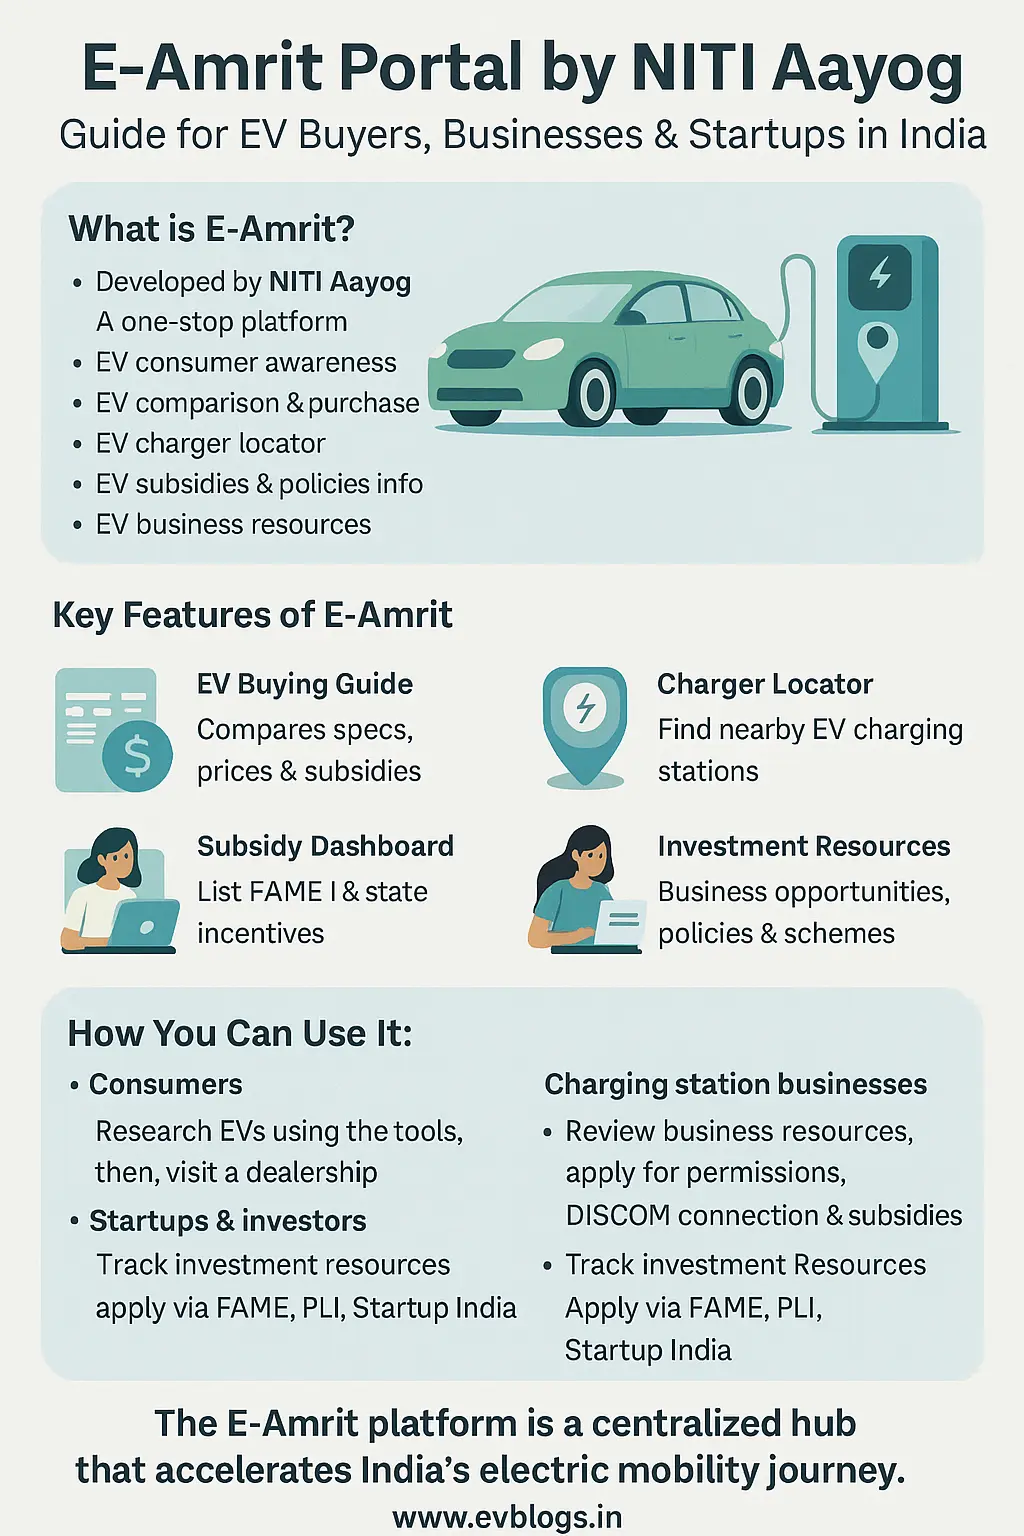 E-Amrit Portal by NITI Aayog
Guide for EV Buyers, Businesses & Startups in India
What is E-Amrit?
• Developed by NITI Aayog
A one-stop platform
• EV consumer awareness
• EV comparison & purchase
• EV charger locator
• EV subsidies & policies info
• EV business resources
Key Features of E-Amrit
$
EV Buying Guide
Compares specs,
prices & subsidies
Charger Locator
Find nearby EV charging
stations
Subsidy Dashboard
List FAME I & state
incentives
Investment Resources
Business opportunities,
policies & schemes
How You Can Use It:
• Consumers
Research EVs using the tools,
then, visit a dealership
• Startups & investors
Track investment resources
apply via FAME, PLI, Startup India
Charging station businesses
• Review business resources,
apply for permissions,
DISCOM connection & subsidies
• Track investment Resources
Apply via FAME, PLI,
Startup India
The E-Amrit platform is a centralized hub
that accelerates India's electric mobility journey.
www.evblogs.in